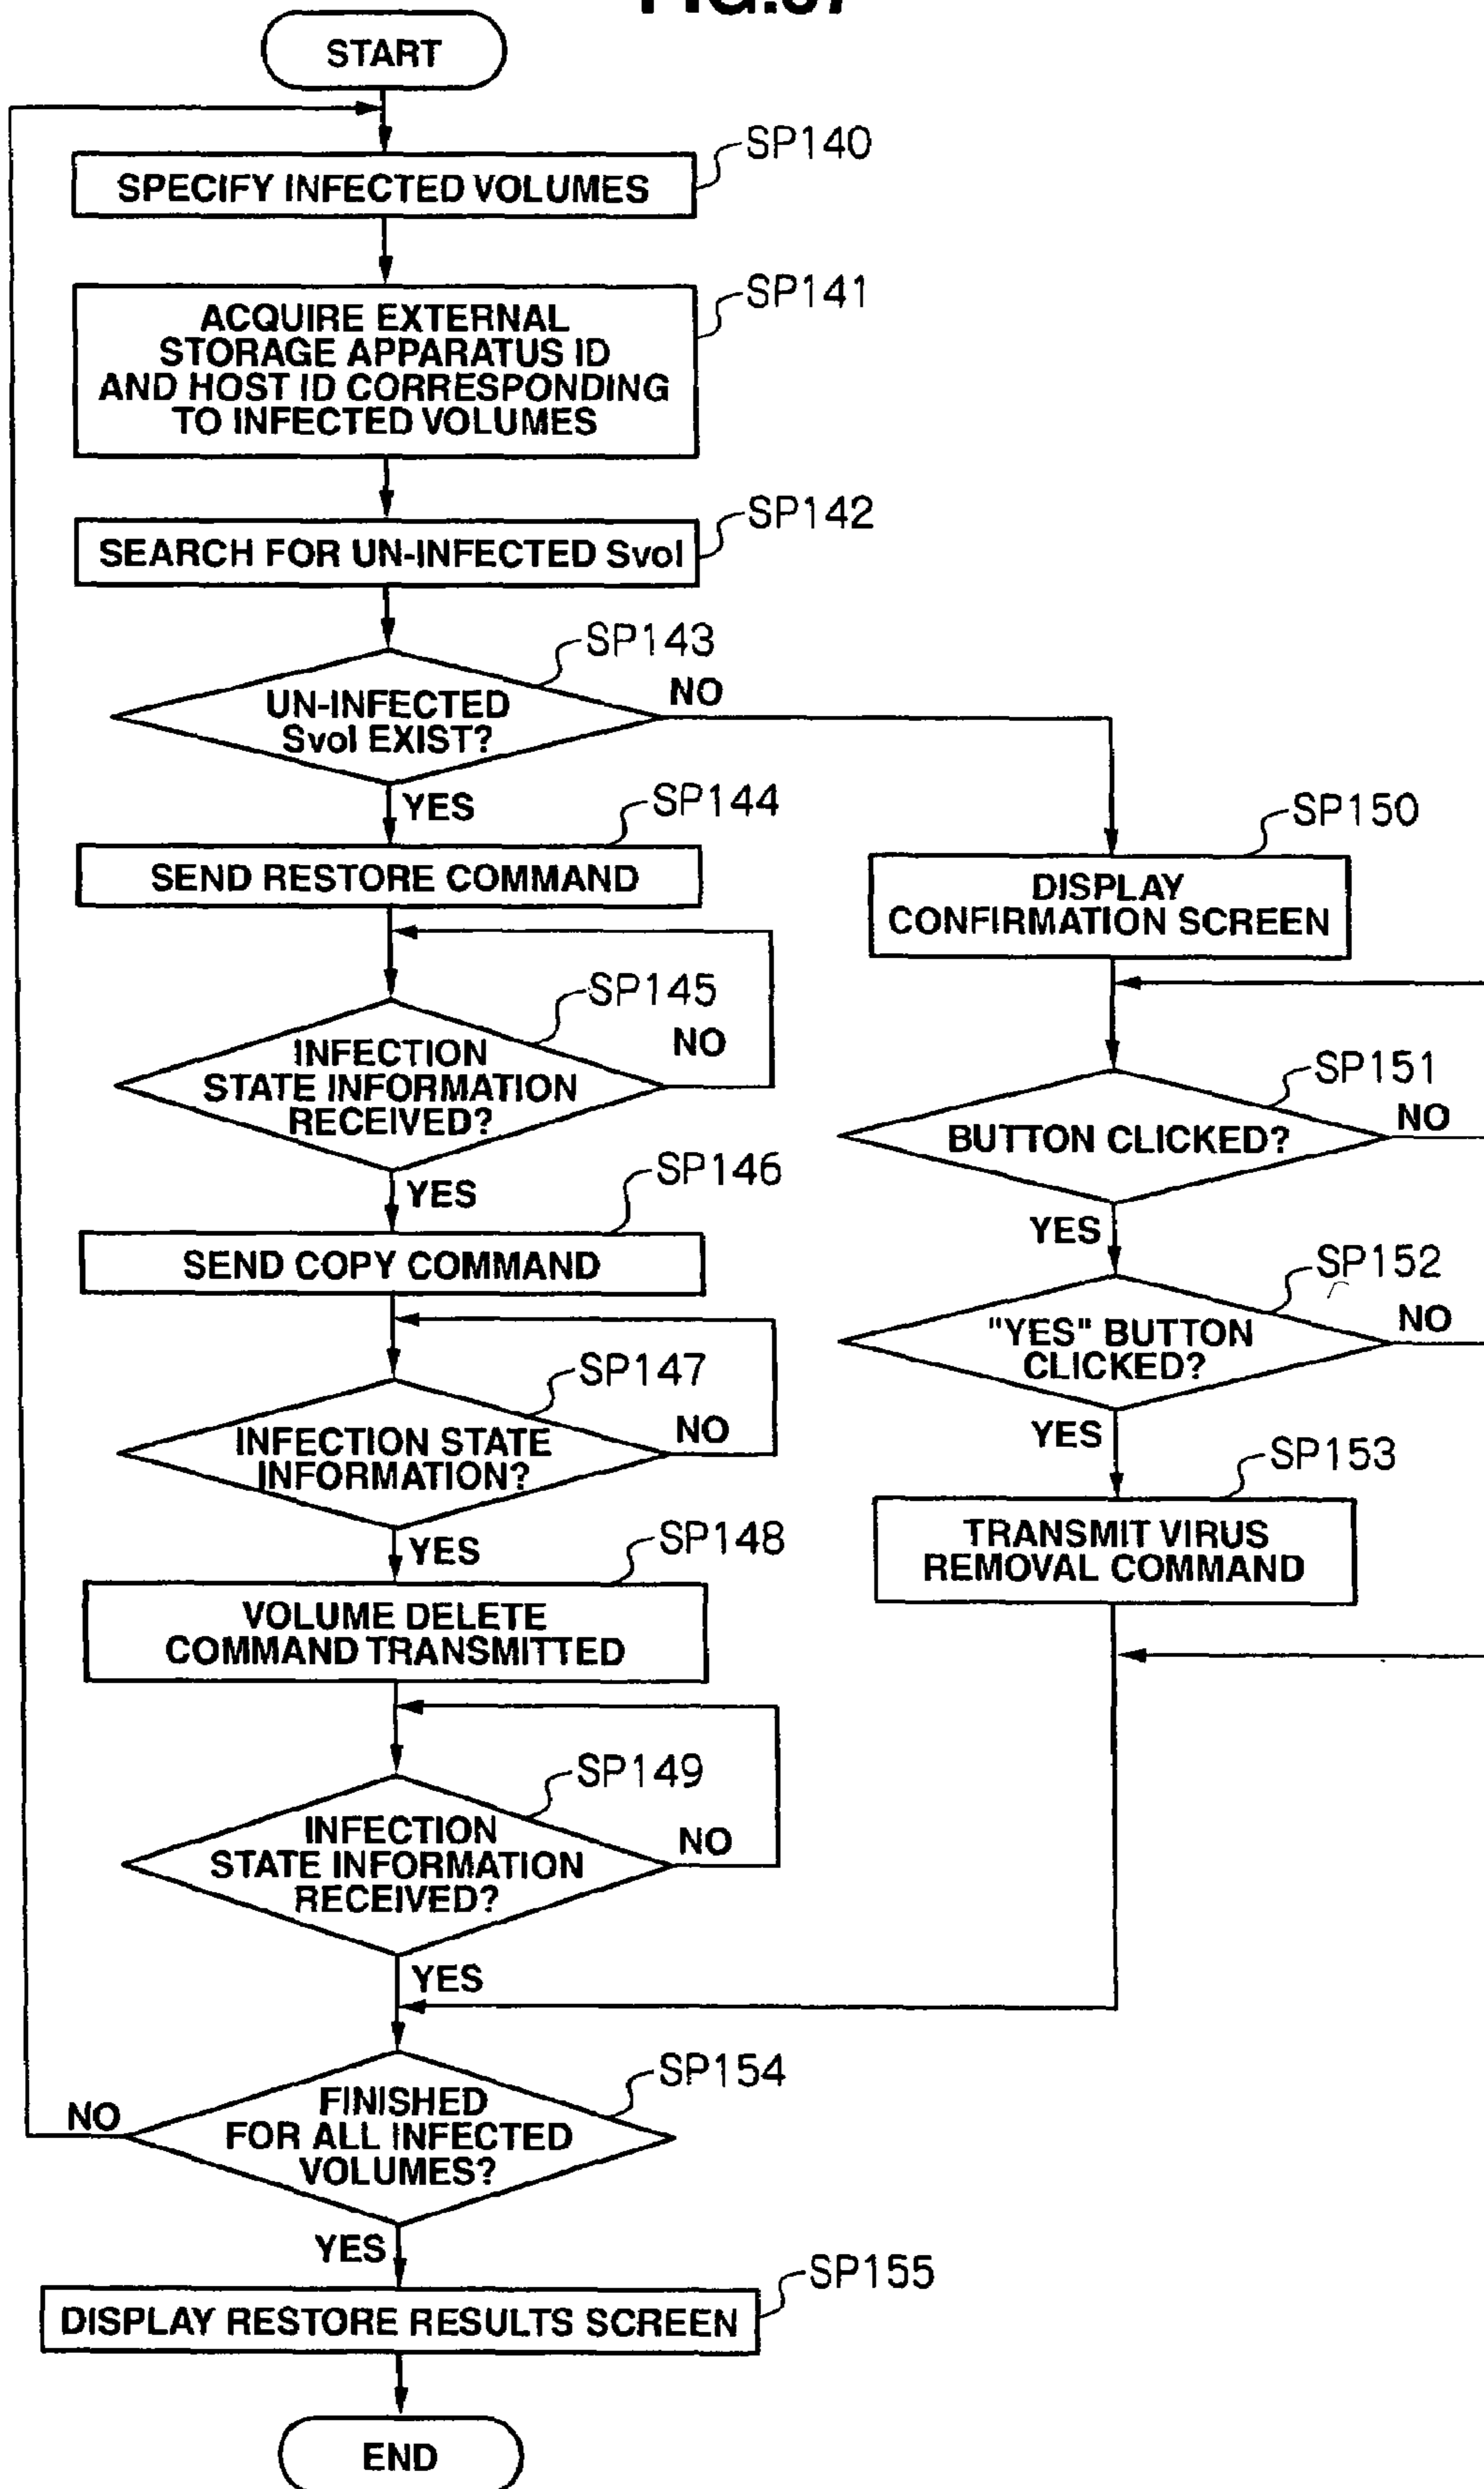 START
SP140
SPECIFY INFECTED VOLUMES
SP141
ACQUIRE EXTERNAL
STORAGE APPARATUS ID
AND HOST ID CORRESPONDING
TO INFECTED VOLUMES
SP142
SEARCH FOR UN-INFECTED Svol
SP143
UN-INFECTED
Svol EXIST?
NO
YES
SP144
SEND RESTORE COMMAND
SP145
INFECTION
STATE INFORMATION
RECEIVED?
NO
YES
SP146
SEND COPY COMMAND
SP147
INFECTION STATE
INFORMATION?
NO
YES
SP148
VOLUME DELETE
COMMAND TRANSMITTED
SP149
INFECTION
STATE INFORMATION
RECEIVED?
NO
YES
SP150
DISPLAY
CONFIRMATION SCREEN
SP151
BUTTON CLICKED?
NO
YES
SP152
"YES" BUTTON
CLICKED?
NO
YES
SP153
TRANSMIT VIRUS
REMOVAL COMMAND
SP154
FINISHED
FOR ALL INFECTED
VOLUMES?
NO
YES
SP155
DISPLAY RESTORE RESULTS SCREEN
END